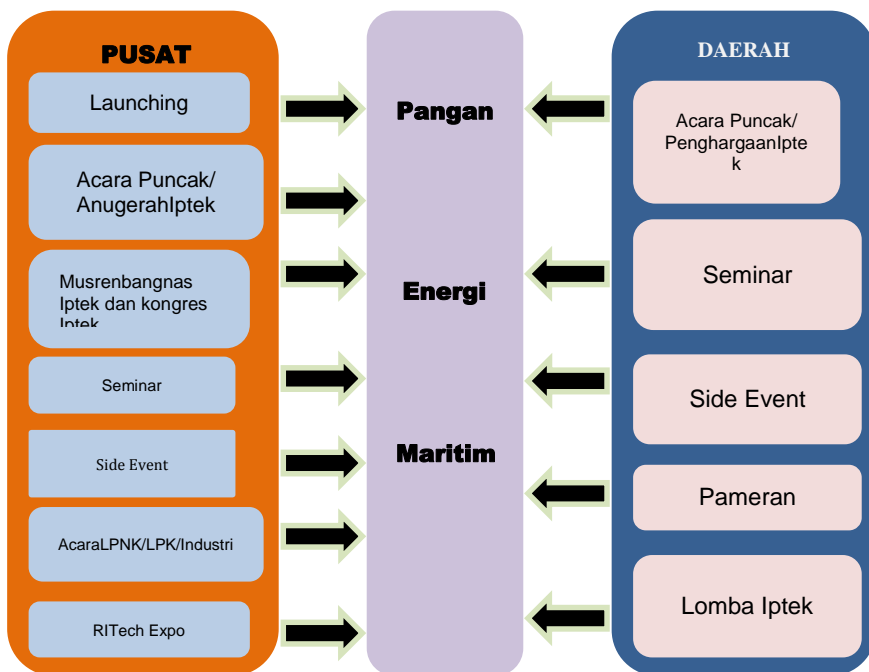 PUSAT
Launching
Acara Puncak/
AnugerahIptek
Musrenbangnas
Iptek dan kongres
Iptek
Seminar
Side Event
AcaraLPNK/LPK/Industri
RITech Expo
Pangan
Energi
Maritim
DAERAH
Acara Puncak/
PenghargaanIpte
k
Seminar
Side Event
Pameran
Lomba Iptek